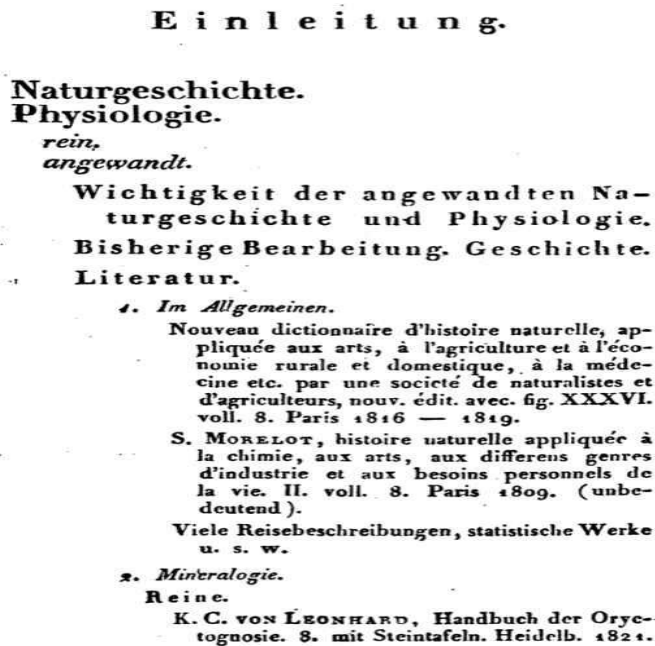 Einleitung.
Naturgeschichte.
Physiologie.
rein,
angewandt.
Wichtigkeit der angewandten Na-
turgeschichte und Physiologie.
Bisherige Bearbeitung. Geschichte.
Literatur.
1. Im Allgemeinen.
Nouveau dictionnaire d'histoire naturelle, ap-
pliquée aux arts, à l'agriculture et à l'éco-
nomie rurale et domestique, à la méde-
cine etc. par une societé de naturalistes et
d'agriculteurs, nouv. édit. avec. fig. XXXVI.
voll. 8. Paris 1816 — 1819.
S. MORELOT, histoire naturelle appliquée à
la chimie, aux arts, aux differens genres
d'industrie et aux besoins personnels de
la vie. II. voll. 8. Paris 1809. (unbe-
deutend).
Viele Reisebeschreibungen, statistische Werke
u. s. w.
2. Mineralogie.
Reine.
K. C. VON LEONHARD, Handbuch der Oryc-
tognosie. 8. mit Steintafeln. Heidelb. 1821.